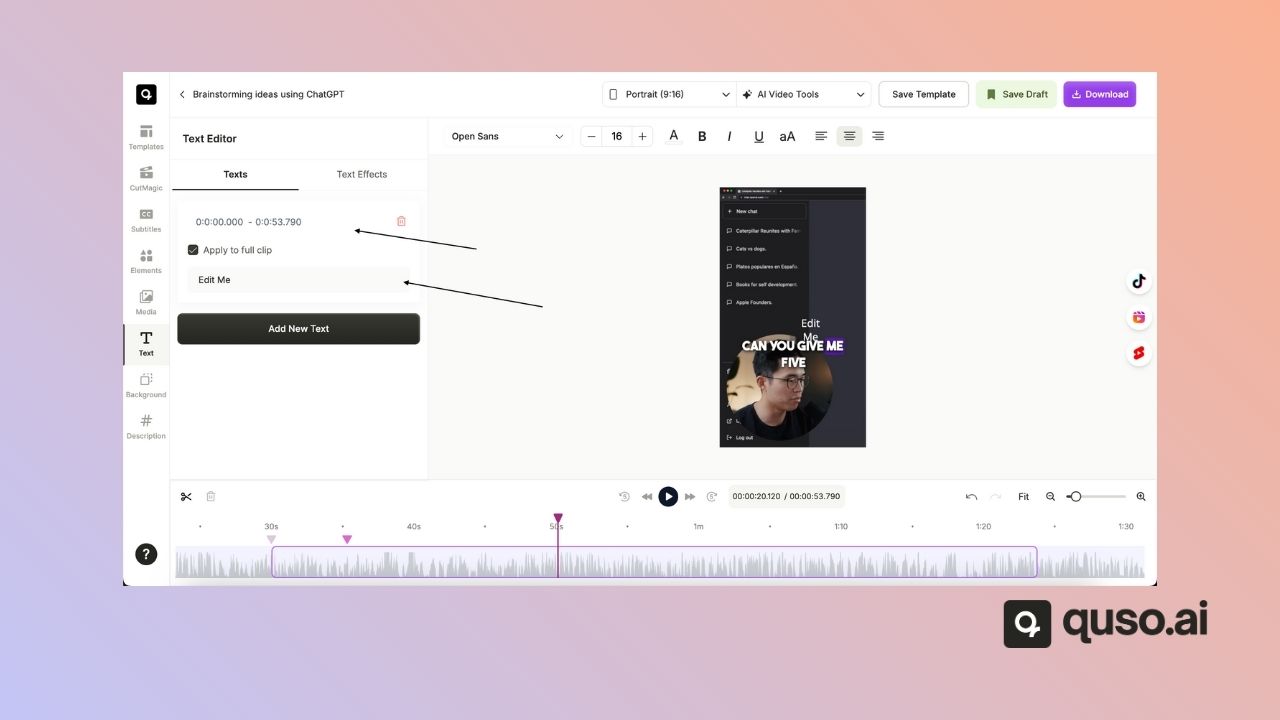 Brainstorming ideas using ChatGPT
Portrait (9:16)
AI Video Tools
Save Template
Save Draft
Download
Templates
CutMagic
Subtitles
Elements
Media
Text
Background
Description
Text Editor
Texts
Text Effects
0:0:00.000 - 0:0:53.790
Apply to full clip
Edit Me
Add New Text
Open Sans
16
A
B
I
U
aA
New chat
Caterpillar Reunites with
Cats vs dogs.
Platos populares en Españo
Books for self development.
Apple Founders.
Edit
Me
CAN YOU GIVE ME
FIVE
Log out
00:00:20.120 / 00:00:53.790
Fit
30s
40s
50s
1m
1:10
1:20
1:30
?
quso.ai